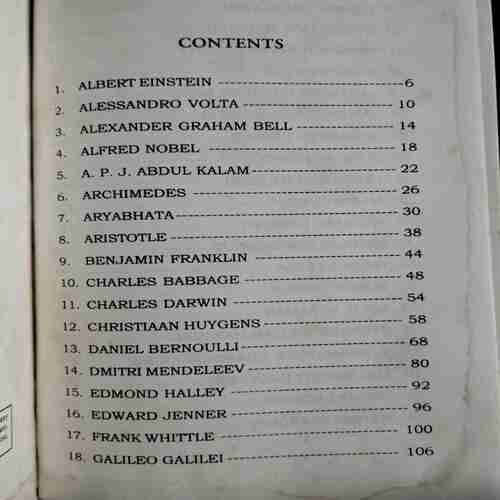 CONTENTS
1. ALBERT EINSTEIN ---------------------------- 6
2. ALESSANDRO VOLTA ------------------------ 10
3. ALEXANDER GRAHAM BELL ---------------- 14
4. ALFRED NOBEL ----------------------------- 18
5. A. P. J. ABDUL KALAM ----------------------- 22
6. ARCHIMEDES -------------------------------- 26
7. ARYABHATA ---------------------------------- 30
8. ARISTOTLE ----------------------------------- 38
9. BENJAMIN FRANKLIN ----------------------- 44
10. CHARLES BABBAGE ------------------------- 48
11. CHARLES DARWIN -------------------------- 54
12. CHRISTIAAN HUYGENS --------------------- 58
13. DANIEL BERNOULLI ------------------------- 68
14. DMITRI MENDELEEV ------------------------ 80
15. EDMOND HALLEY --------------------------- 92
16. EDWARD JENNER --------------------------- 96
17. FRANK WHITTLE ---------------------------- 100
18. GALILEO GALILEI --------------------------- 106